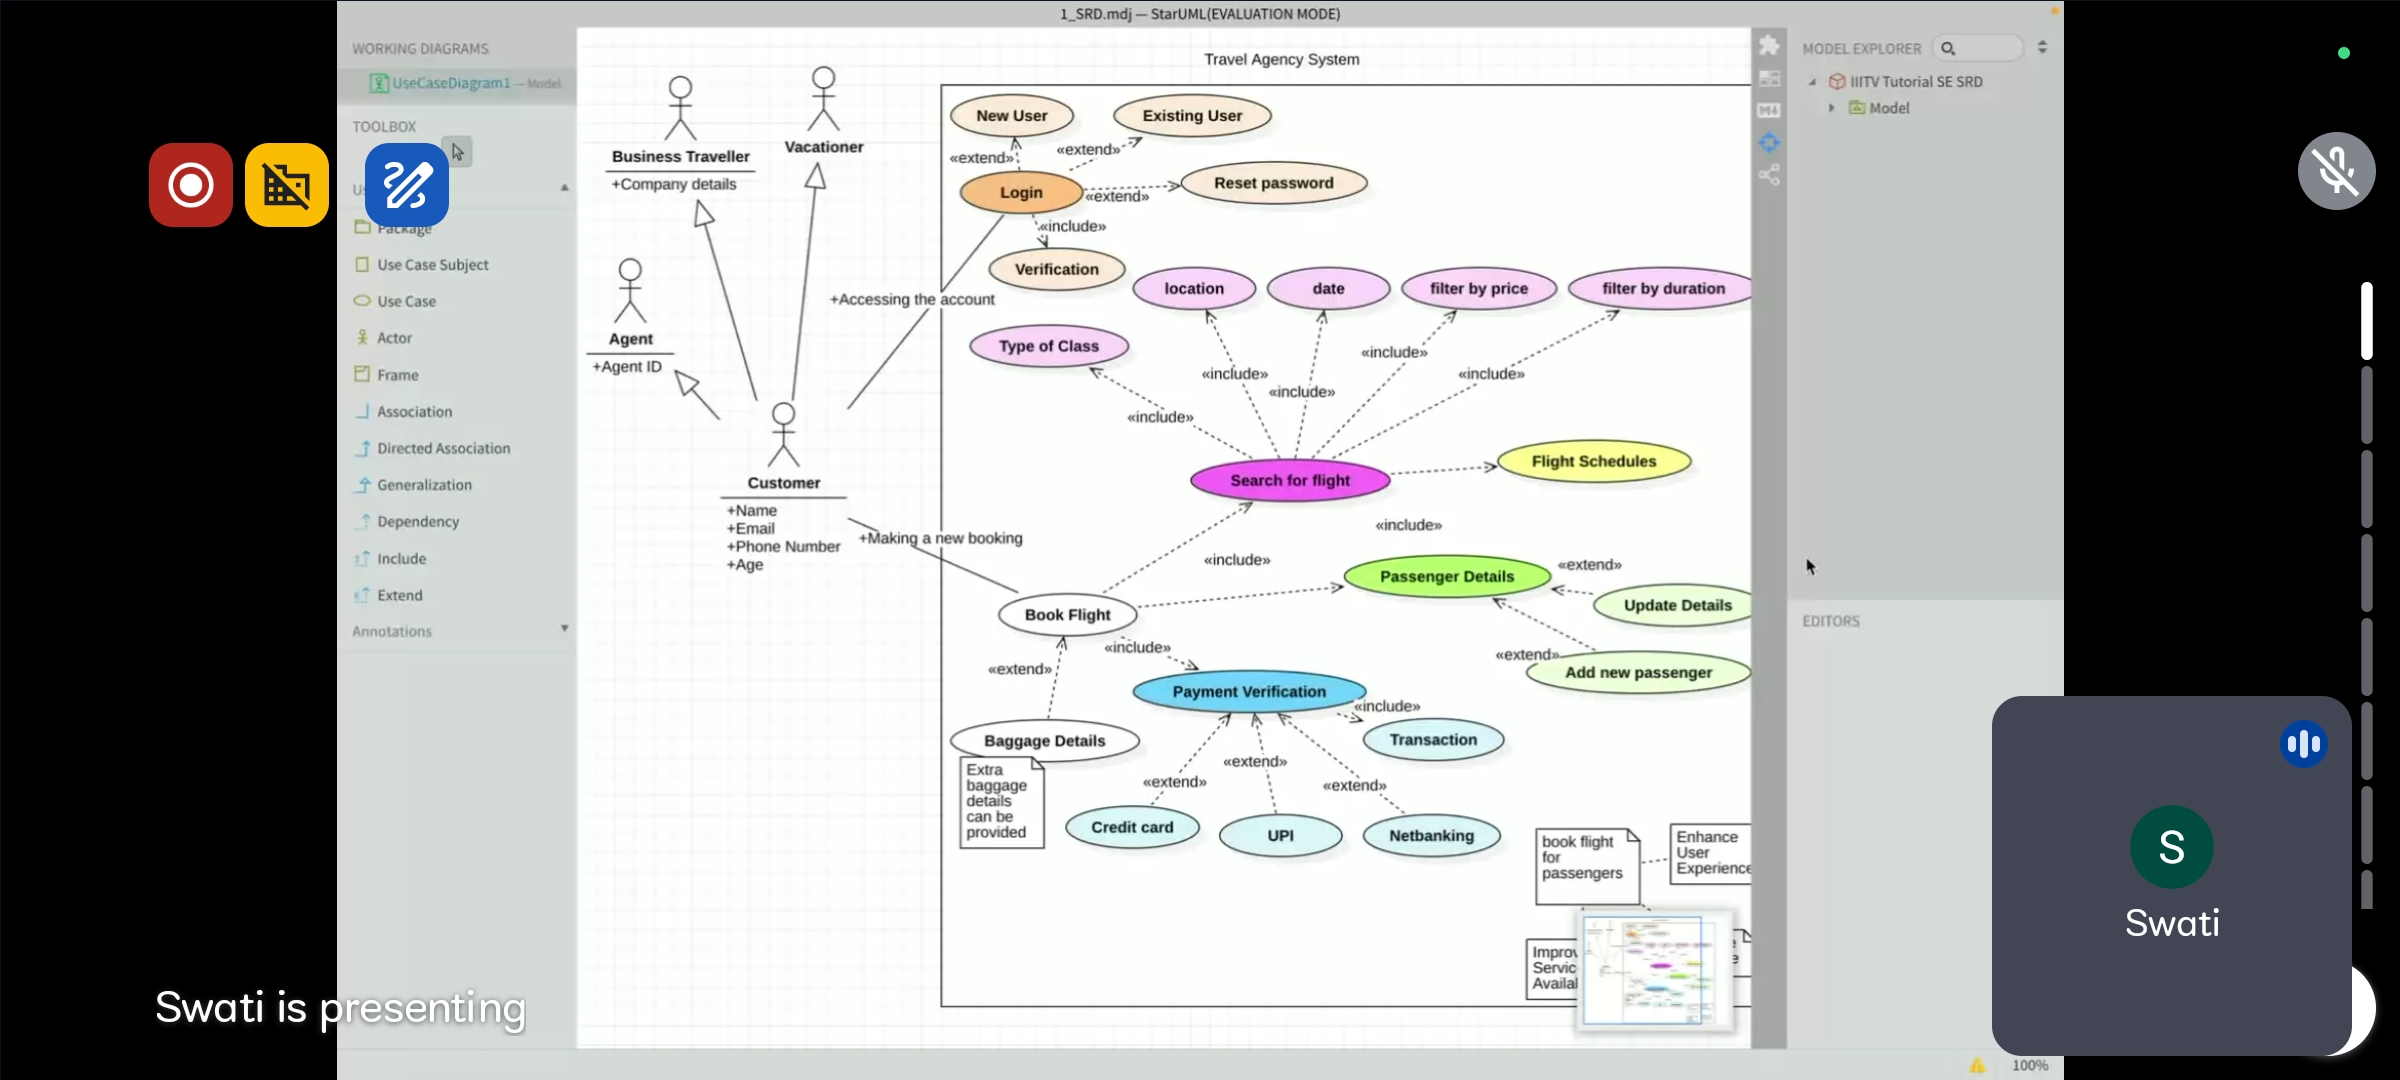 1_SRD.mdj — StarUML(EVALUATION MODE)
WORKING DIAGRAMS
UseCaseDiagram1 — Model
TOOLBOX
Package
Use Case Subject
Use Case
Actor
Frame
Association
Directed Association
Generalization
Dependency
Include
Extend
Annotations
Travel Agency System
Business Traveller
+Company details
Vacationer
Agent
+Agent ID
Customer
+Name
+Email
+Phone Number
+Age
+Accessing the account
+Making a new booking
New User
Existing User
«extend»
«extend»
Login
«extend»
Reset password
«include»
Verification
location
date
filter by price
filter by duration
Type of Class
«include»
«include»
«include»
«include»
«include»
Search for flight
Flight Schedules
«include»
«include»
Passenger Details
«extend»
Update Details
Book Flight
«include»
«extend»
«extend»
Add new passenger
Payment Verification
«include»
Transaction
Baggage Details
Extra
baggage
details
can be
provided
«extend»
«extend»
«extend»
Credit card
UPI
Netbanking
book flight
for
passengers
Enhance
User
Experience
MODEL EXPLORER
IIITV Tutorial SE SRD
Model
EDITORS
100%
S
Swati
Swati is presenting